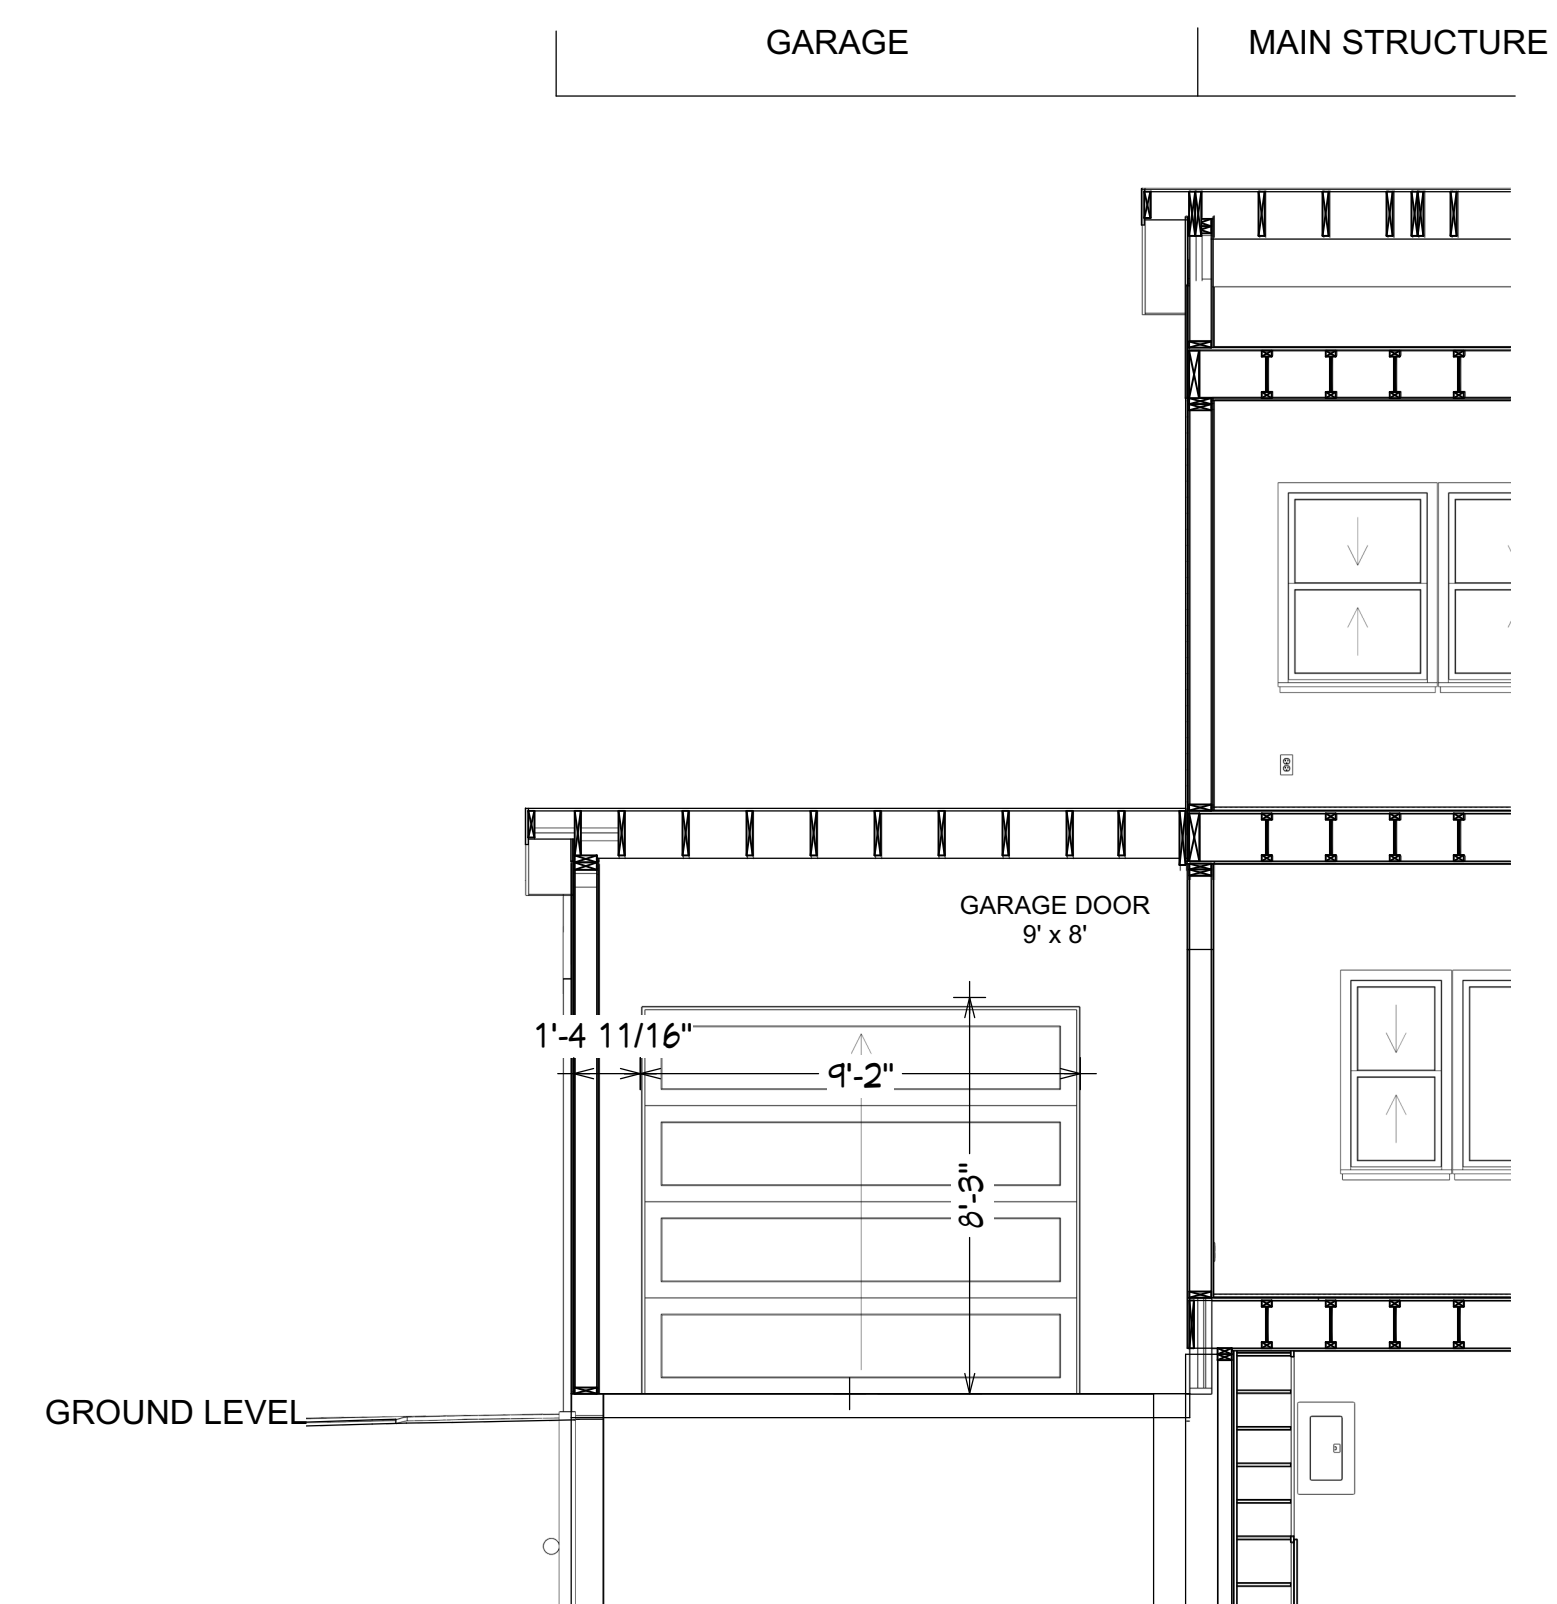 GARAGE
MAIN STRUCTURE
GARAGE DOOR
9' x 8'
1'-4 11/16"
9'-2"
8'-3"
GROUND LEVEL